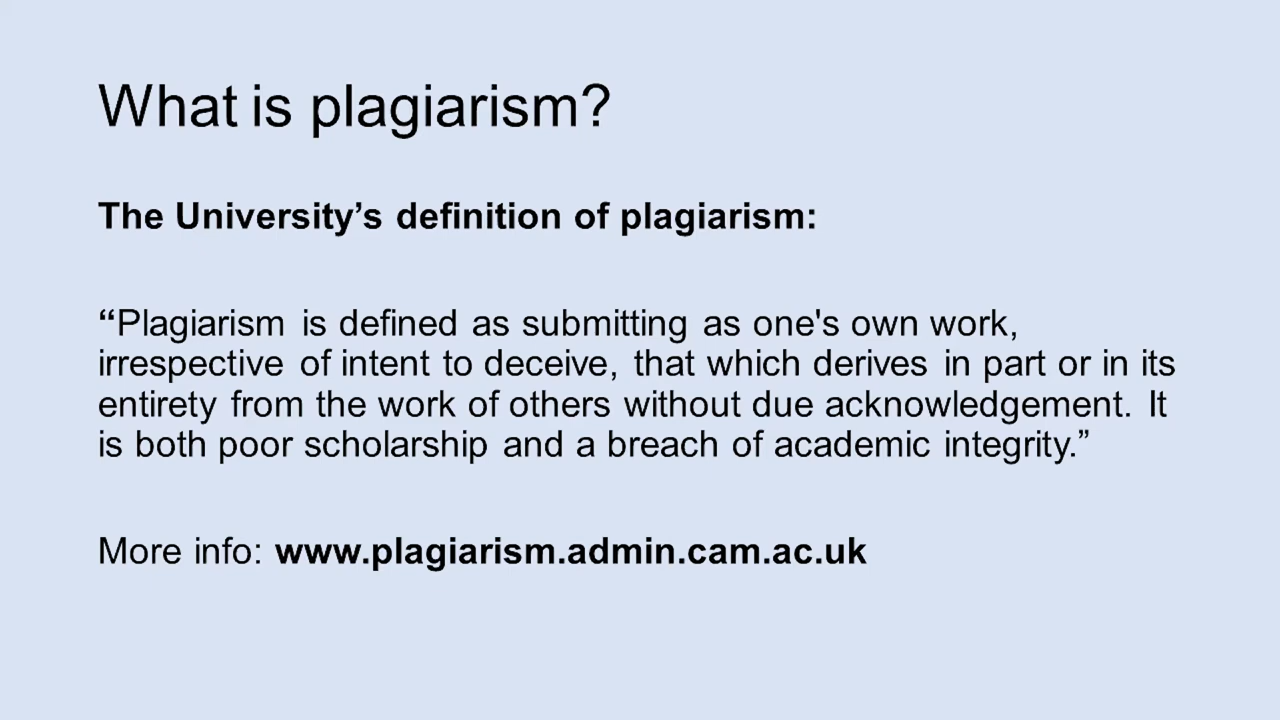 What is plagiarism?
The University’s definition of plagiarism:
“Plagiarism is defined as submitting as one's own work,
irrespective of intent to deceive, that which derives in part or in its
entirety from the work of others without due acknowledgement. It
is both poor scholarship and a breach of academic integrity.”
More info: www.plagiarism.admin.cam.ac.uk